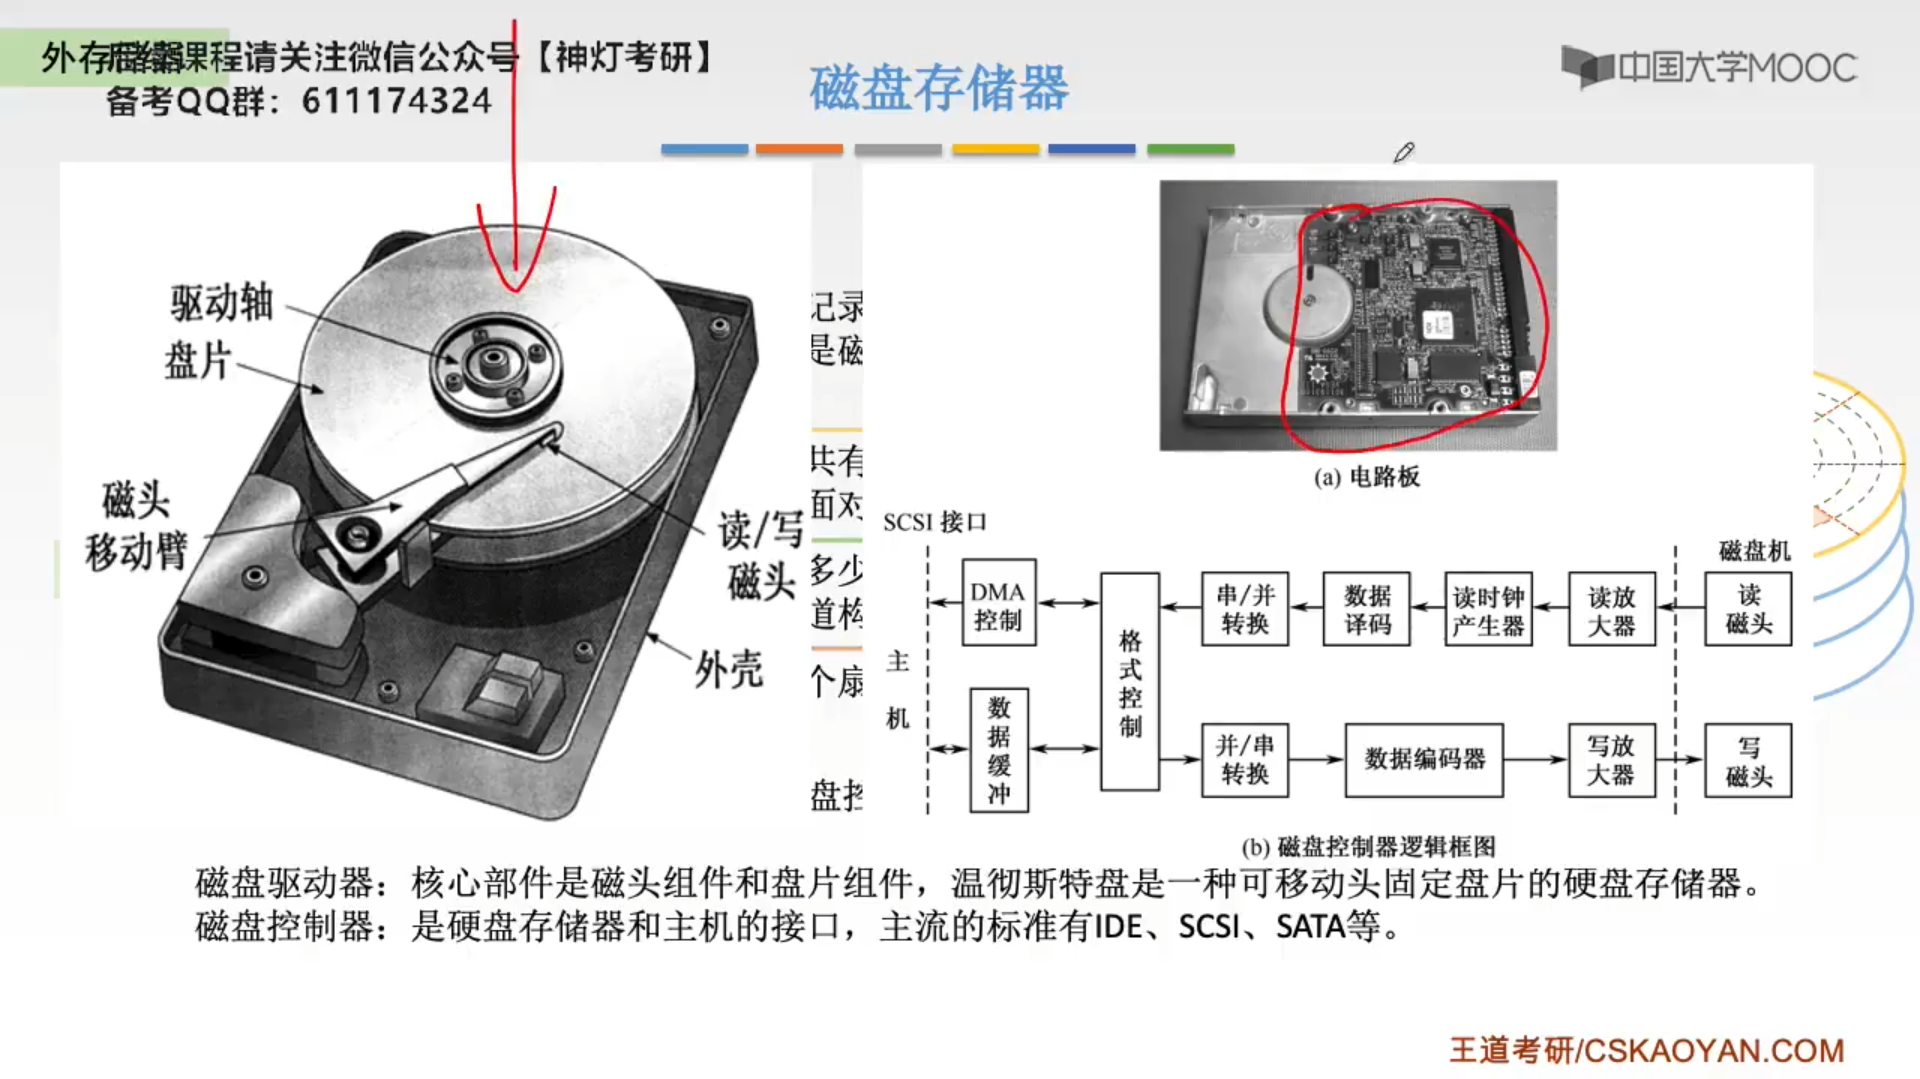 外存储器
后续课程请关注微信公众号【神灯考研】
备考QQ群：611174324
磁盘存储器
中国大学MOOC
驱动轴
盘片
磁头
移动臂
读/写
磁头
外壳
记录
是磁
共有
面对
多少
道构
个扇
盘控
(a) 电路板
SCSI 接口
磁盘机
主
机
DMA
控制
数
据
缓
冲
格
式
控
制
串/并
转换
数据
译码
读时钟
产生器
读放
大器
读
磁头
并/串
转换
数据编码器
写放
大器
写
磁头
(b) 磁盘控制器逻辑框图
磁盘驱动器：核心部件是磁头组件和盘片组件，温彻斯特盘是一种可移动头固定盘片的硬盘存储器。
磁盘控制器：是硬盘存储器和主机的接口，主流的标准有IDE、SCSI、SATA等。
王道考研/CSKAOYAN.COM